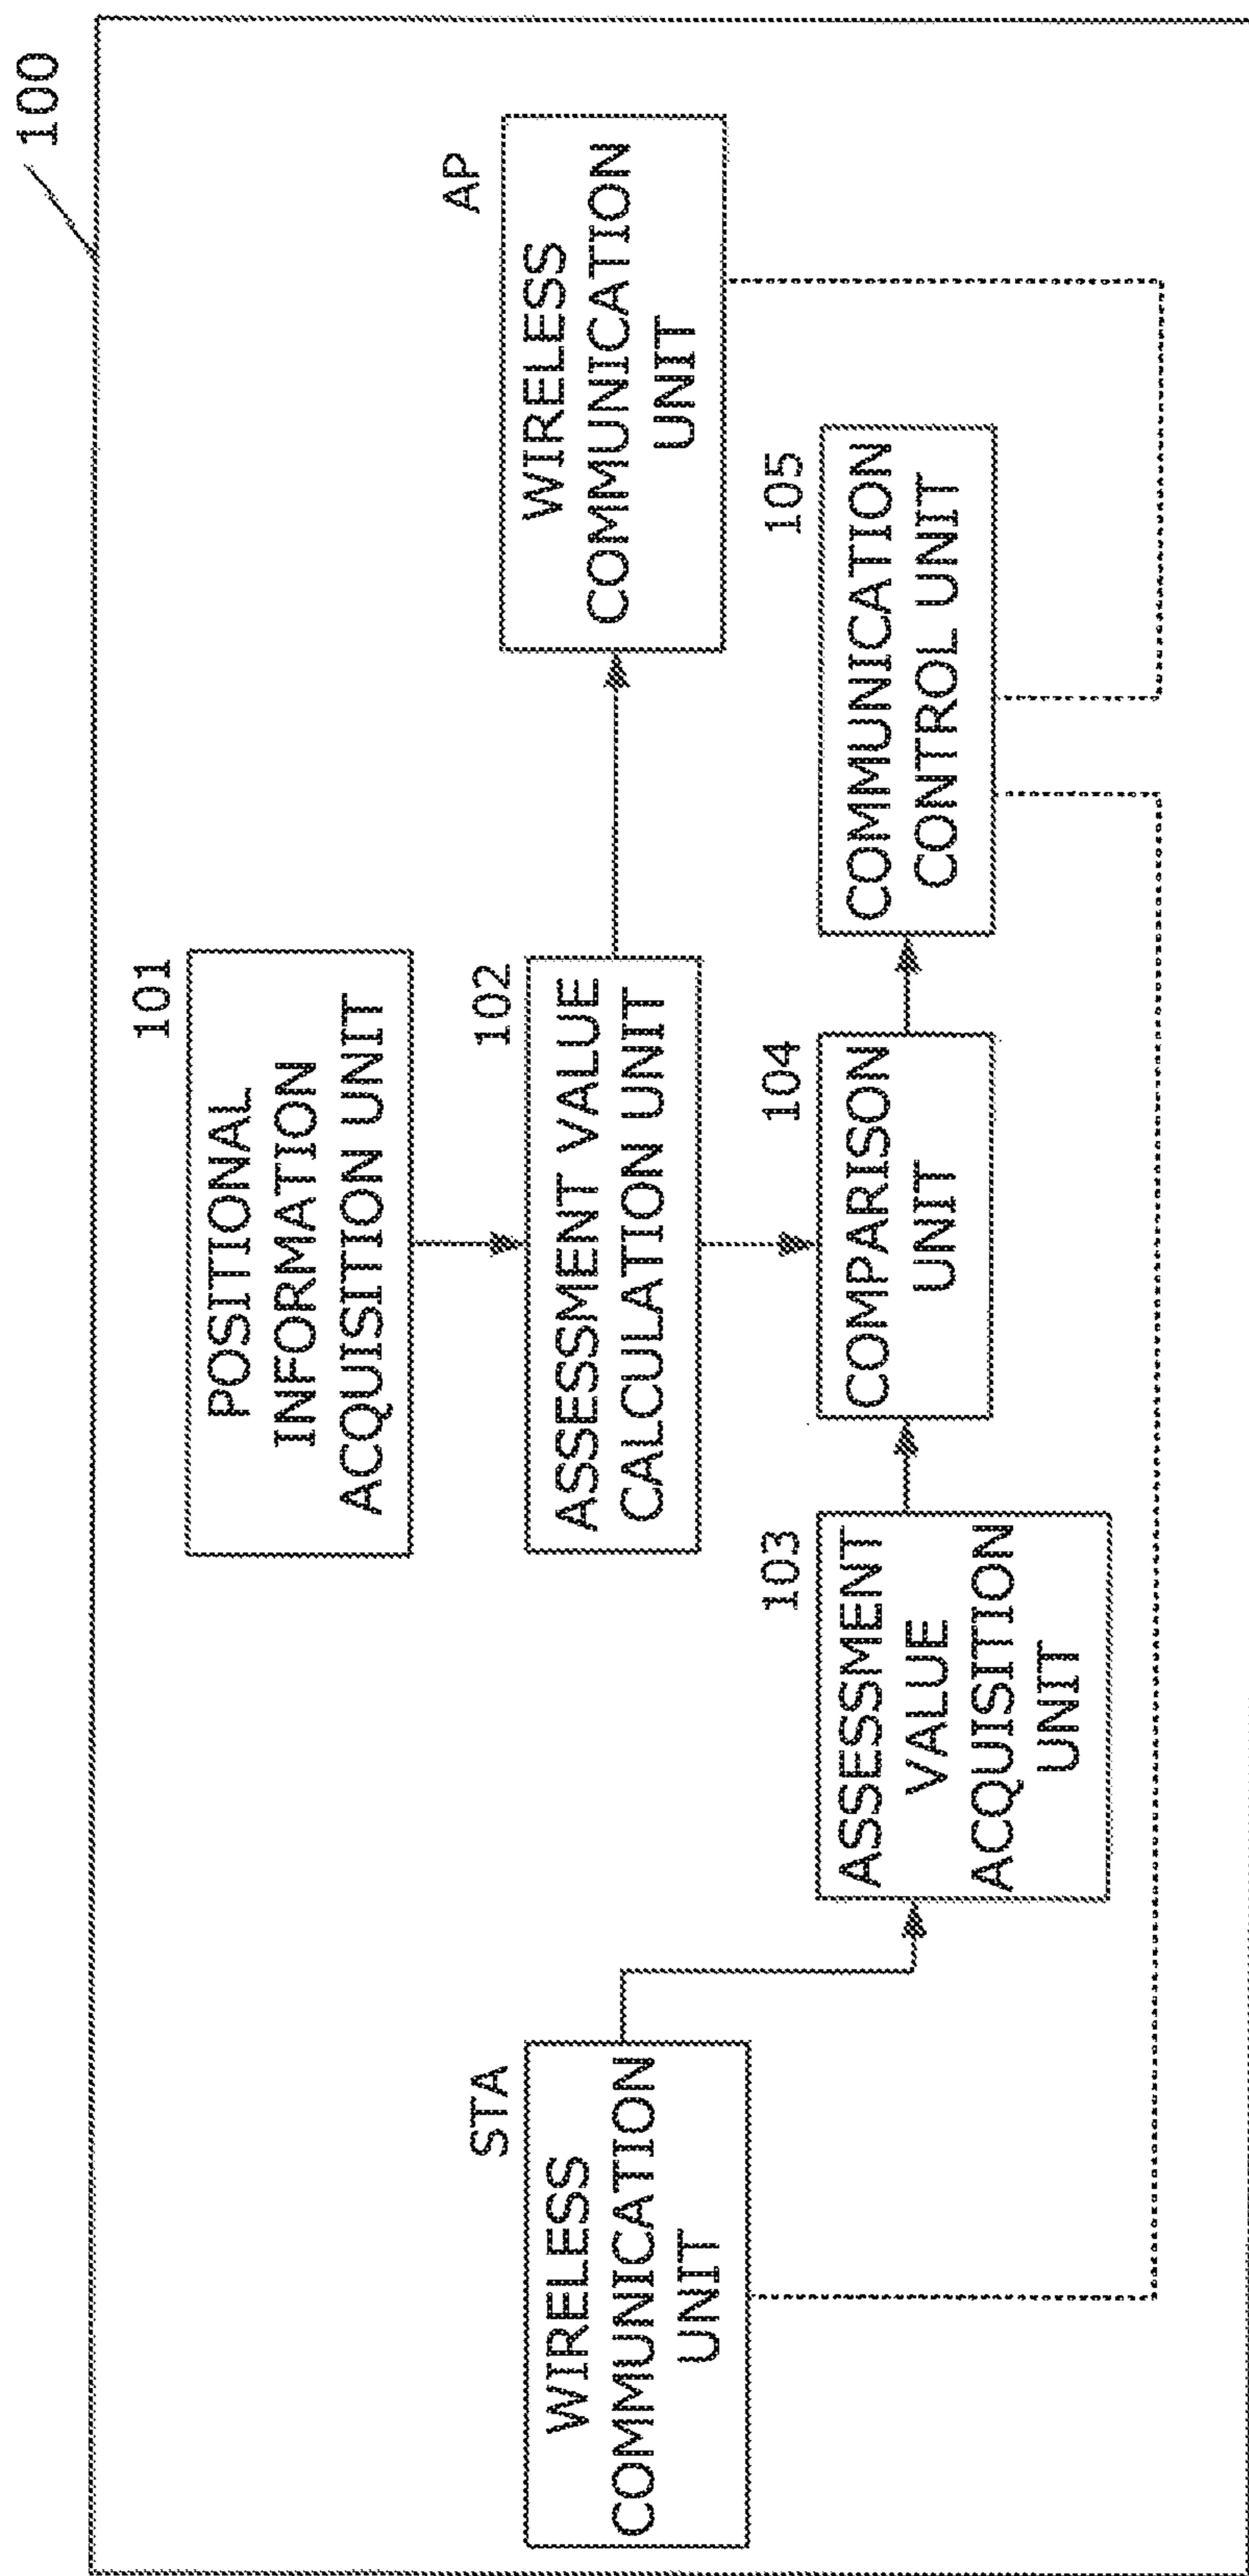 100
101
POSITIONAL
INFORMATION
ACQUISITION UNIT
102
ASSESSMENT VALUE
CALCULATION UNIT
STA
WIRELESS
COMMUNICATION
UNIT
AP
WIRELESS
COMMUNICATION
UNIT
103
ASSESSMENT
VALUE
ACQUISITION
UNIT
104
COMPARISON
UNIT
105
COMMUNICATION
CONTROL UNIT